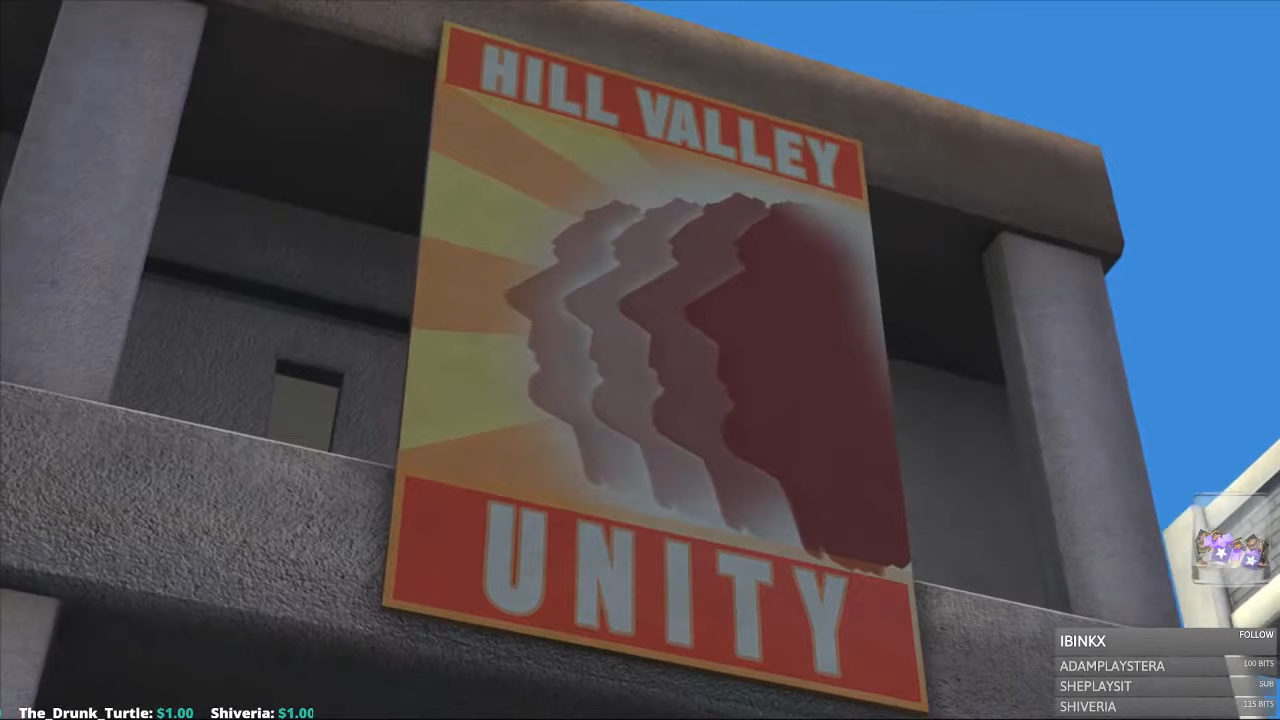 HILL VALLEY
UNITY
IBINKX FOLLOW
ADAMPLAYSTERA 100 BITS
SHEPLAYSIT SUB
SHIVERIA 115 BITS
The_Drunk_Turtle: $1.00 Shiveria: $1.00